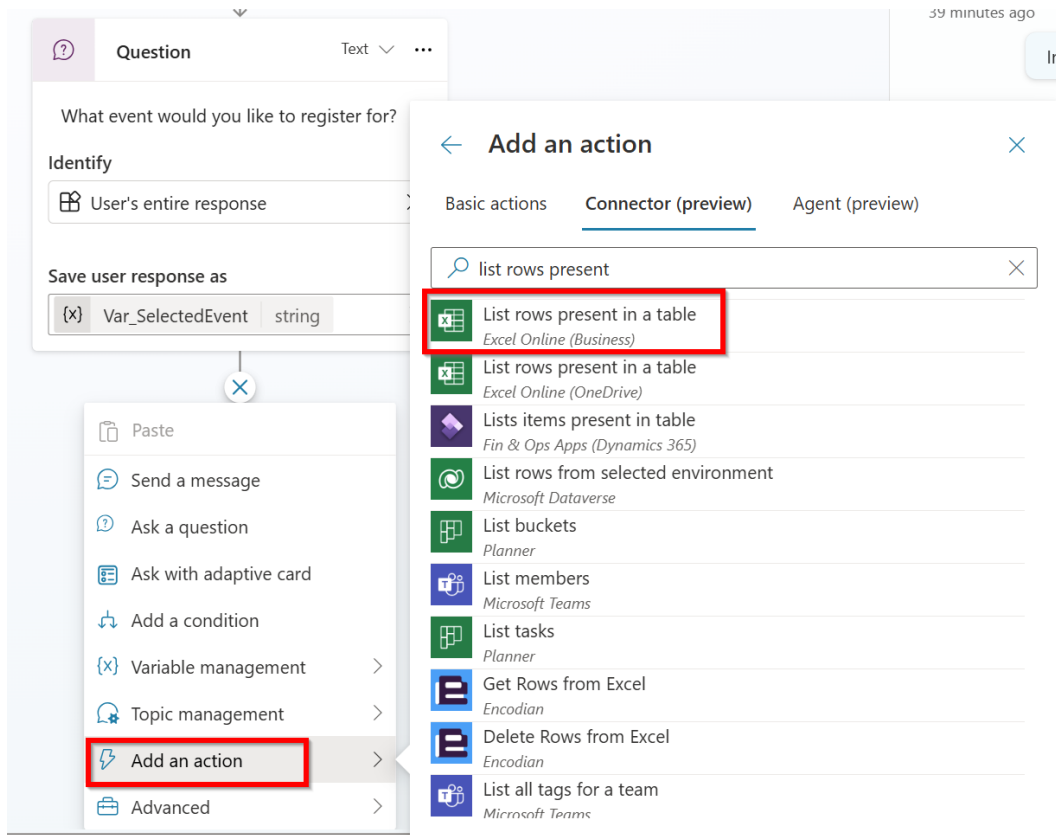 39 minutes ago
Question
Text
What event would you like to register for?
Identify
User's entire response
Save user response as
{x} Var_SelectedEvent string
Paste
Send a message
Ask a question
Ask with adaptive card
Add a condition
{x} Variable management
Topic management
Add an action
Advanced
Add an action
Basic actions Connector (preview) Agent (preview)
list rows present
List rows present in a table
Excel Online (Business)
List rows present in a table
Excel Online (OneDrive)
Lists items present in table
Fin & Ops Apps (Dynamics 365)
List rows from selected environment
Microsoft Dataverse
List buckets
Planner
List members
Microsoft Teams
List tasks
Planner
Get Rows from Excel
Encodian
Delete Rows from Excel
Encodian
List all tags for a team
Microsoft Teams